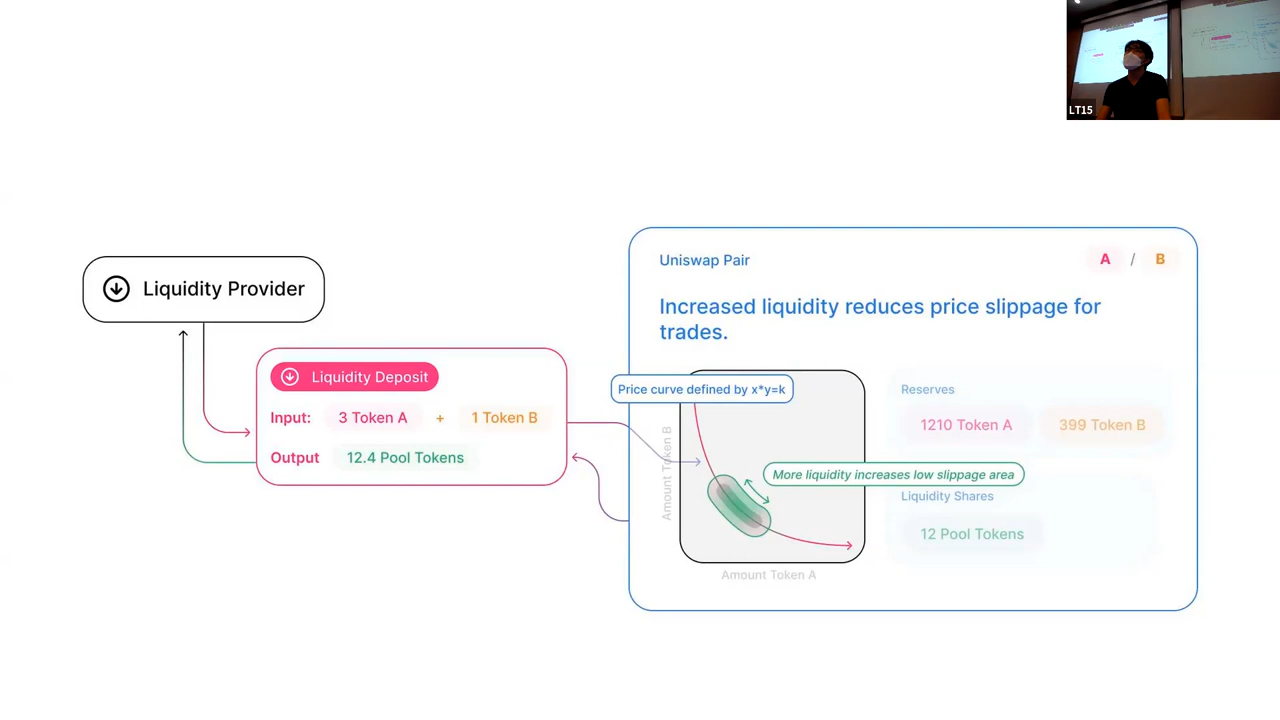 LT15
Liquidity Provider
Liquidity Deposit
Input: 3 Token A + 1 Token B
Output 12.4 Pool Tokens
Uniswap Pair
A / B
Increased liquidity reduces price slippage for
trades.
Price curve defined by x*y=k
Amount Token B
More liquidity increases low slippage area
Amount Token A
Reserves
1210 Token A 399 Token B
Liquidity Shares
12 Pool Tokens